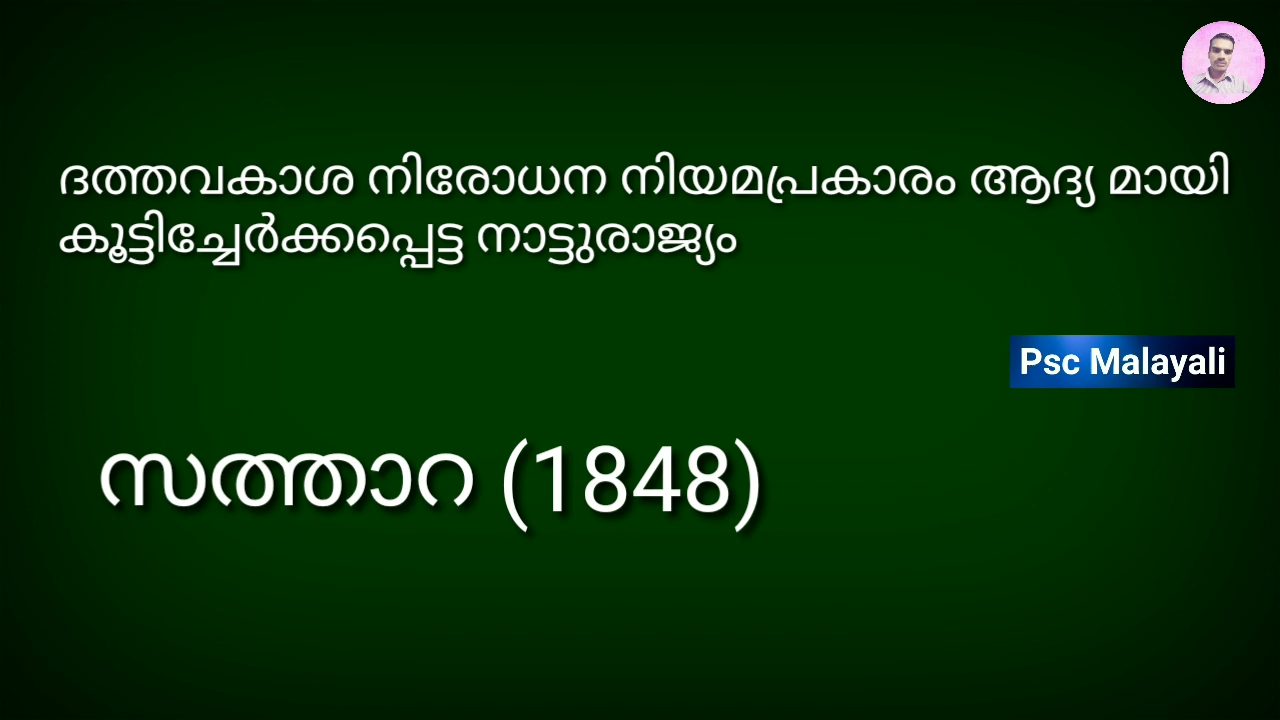 ദത്തവകാശ നിരോധന നിയമപ്രകാരം ആദ്യ മായി
കൂട്ടിച്ചേർക്കപ്പെട്ട നാട്ടുരാജ്യം
Psc Malayali
സത്താറ (1848)